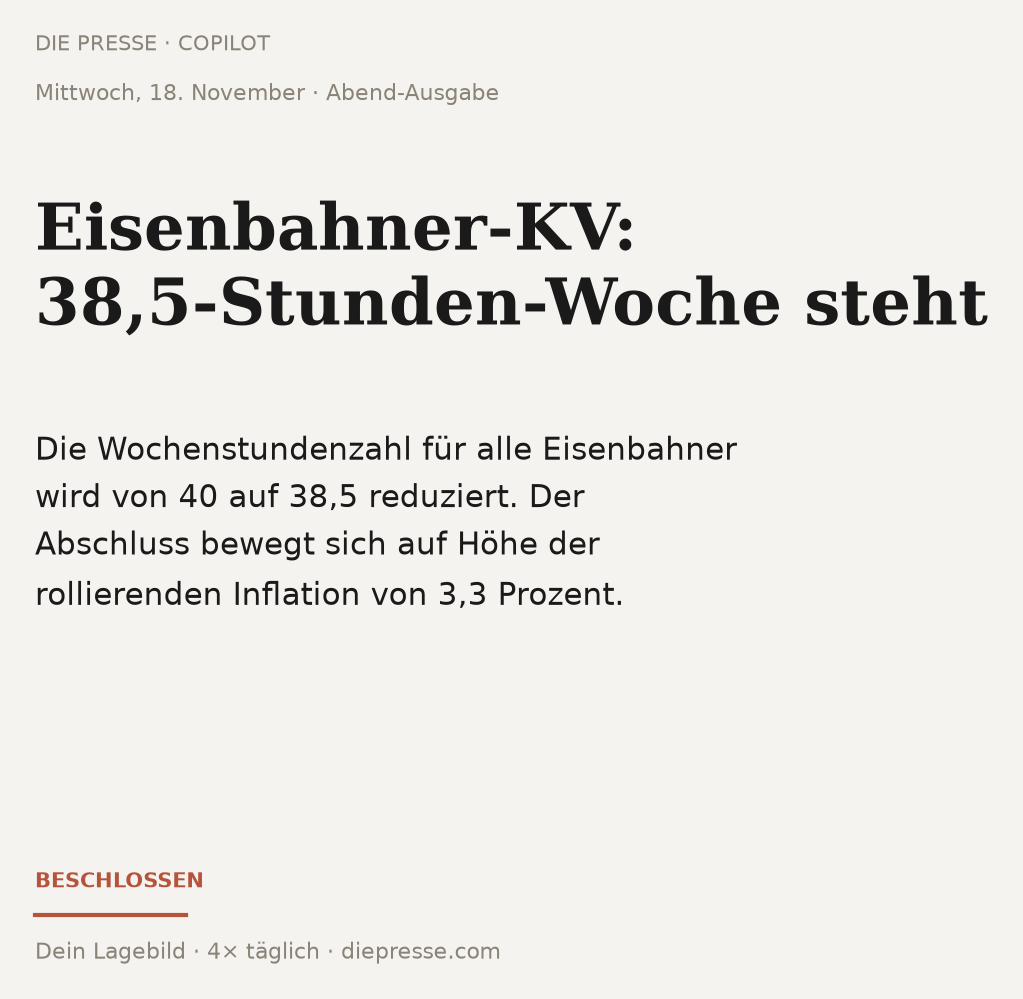 DIE PRESSE · COPILOT
Mittwoch, 18. November · Abend-Ausgabe
Eisenbahner-KV:
38,5-Stunden-Woche steht
Die Wochenstundenzahl für alle Eisenbahner
wird von 40 auf 38,5 reduziert. Der
Abschluss bewegt sich auf Höhe der
rollierenden Inflation von 3,3 Prozent.
BESCHLOSSEN
Dein Lagebild · 4× täglich · diepresse.com